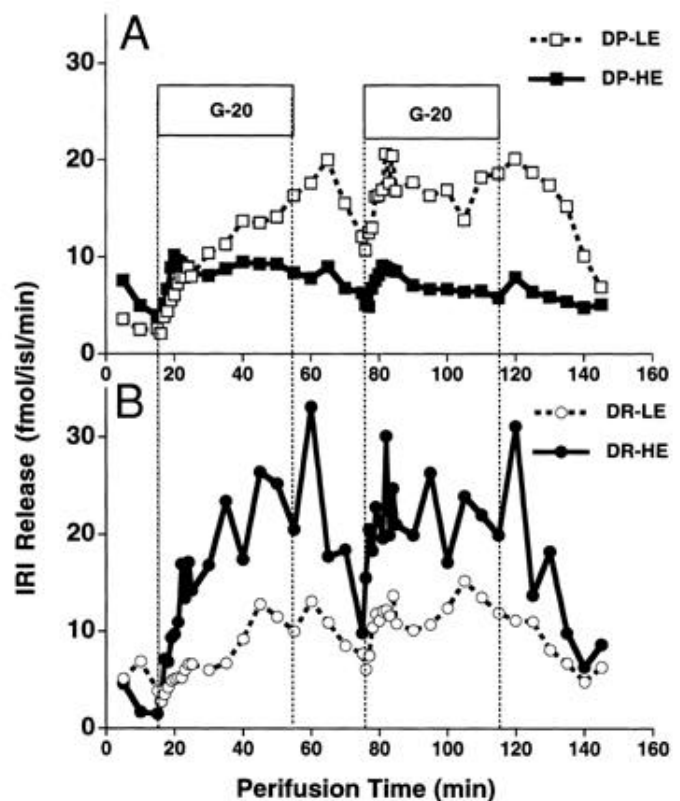 A
DP-LE
DP-HE
G-20
G-20
30
20
10
0
0 20 40 60 80 100 120 140 160
B
DR-LE
DR-HE
30
20
10
0
0 20 40 60 80 100 120 140 160
IRI Release (fmol/isl/min)
Perifusion Time (min)